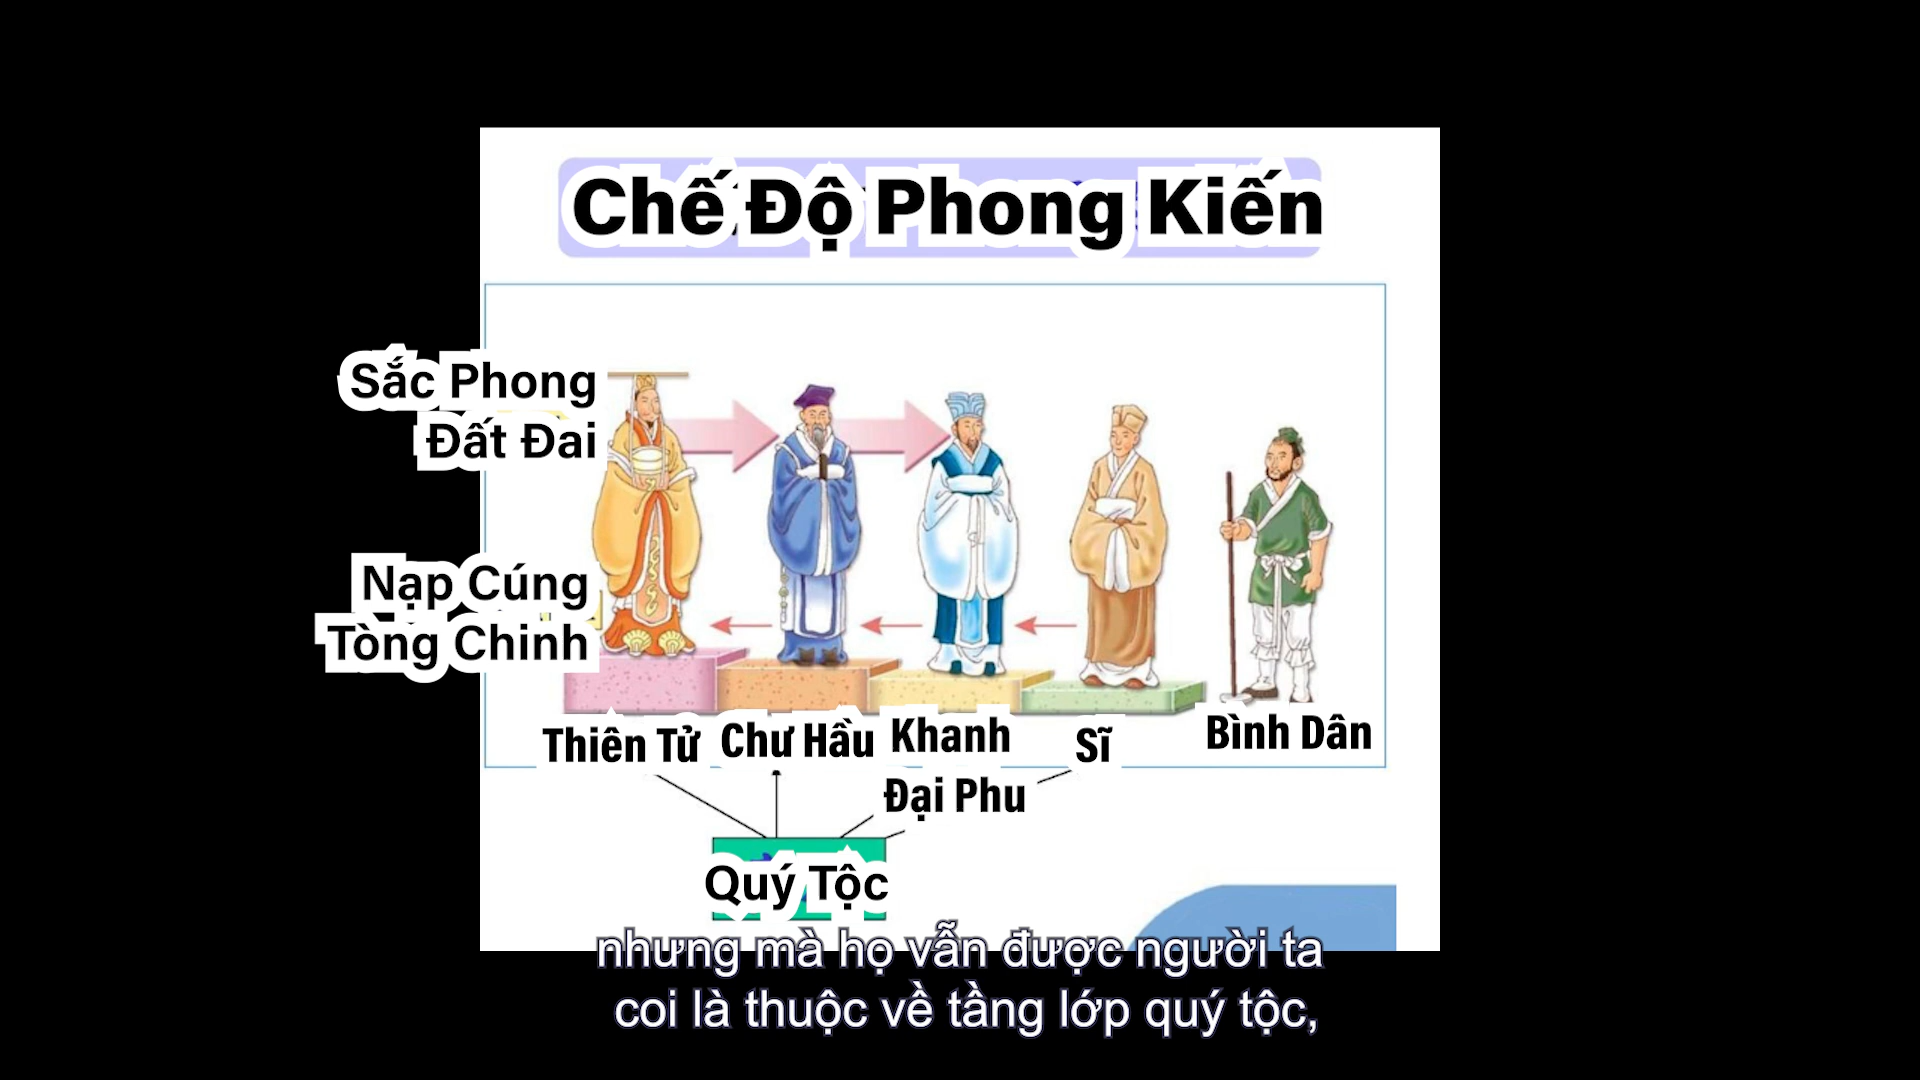 Chế Độ Phong Kiến
Sắc Phong
Đất Đai
Nạp Cúng
Tòng Chinh
Thiên Tử
Chư Hầu
Khanh
Đại Phu
Sĩ
Bình Dân
Quý Tộc
nhưng mà họ vẫn được người ta
coi là thuộc về tầng lớp quý tộc,